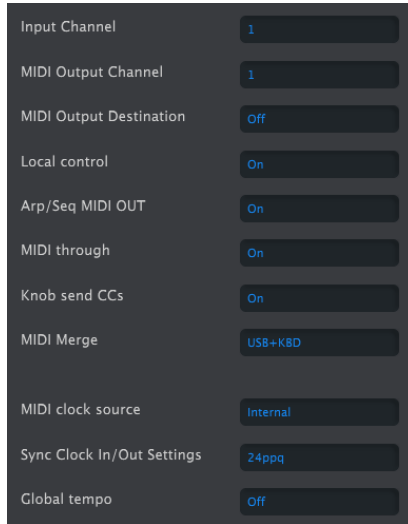 Input Channel 1
MIDI Output Channel 1
MIDI Output Destination Off
Local control On
Arp/Seq MIDI OUT On
MIDI through On
Knob send CCs On
MIDI Merge USB+KBD
MIDI clock source Internal
Sync Clock In/Out Settings 24ppq
Global tempo Off